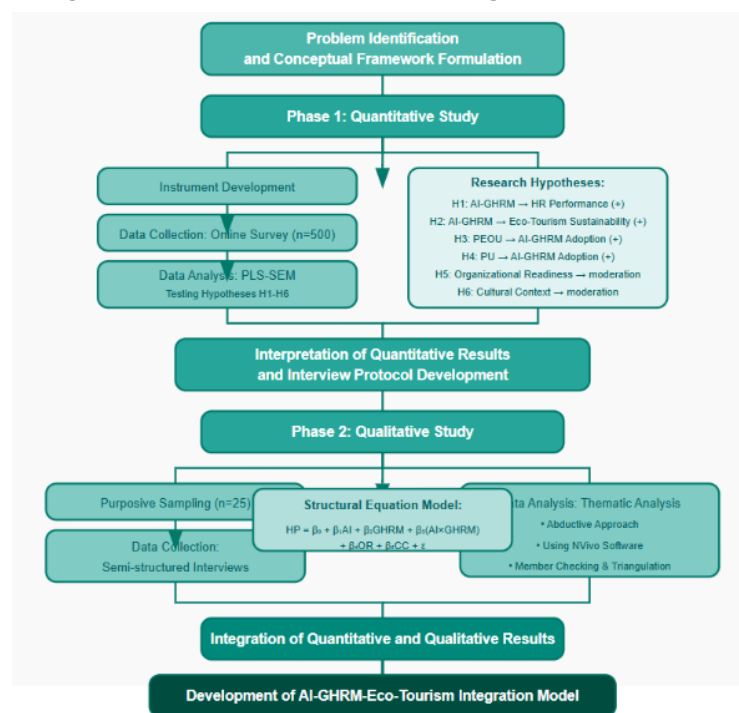 Problem Identification
and Conceptual Framework Formulation
Phase 1: Quantitative Study
Instrument Development
Data Collection: Online Survey (n=500)
Data Analysis: PLS-SEM
Testing Hypotheses H1-H6
Research Hypotheses:
H1: AI-GHRM → HR Performance (+)
H2: AI-GHRM → Eco-Tourism Sustainability (+)
H3: PEOU → AI-GHRM Adoption (+)
H4: PU → AI-GHRM Adoption (+)
H5: Organizational Readiness → moderation
H6: Cultural Context → moderation
Interpretation of Quantitative Results
and Interview Protocol Development
Phase 2: Qualitative Study
Purposive Sampling (n=25)
Data Collection:
Semi-structured Interviews
Structural Equation Model:
HP = β₀ + β₁AI + β₂GHRM + β₃(AI×GHRM)
+ β₄OR + β₅CC + ε
Analysis: Thematic Analysis
• Abductive Approach
• Using NVivo Software
• Member Checking & Triangulation
Integration of Quantitative and Qualitative Results
Development of AI-GHRM-Eco-Tourism Integration Model